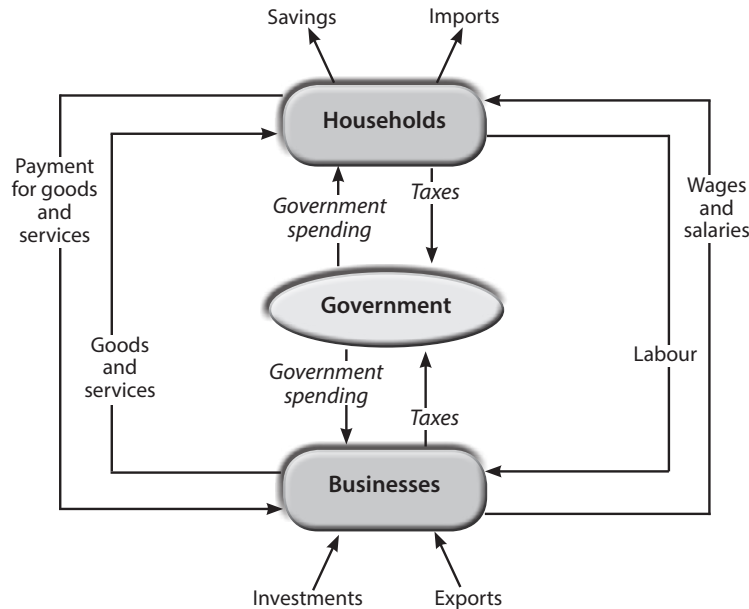 Savings
Imports
Households
Payment
for goods
and
services
Government
spending
Taxes
Wages
and
salaries
Government
Goods
and
services
Government
spending
Taxes
Labour
Businesses
Investments
Exports